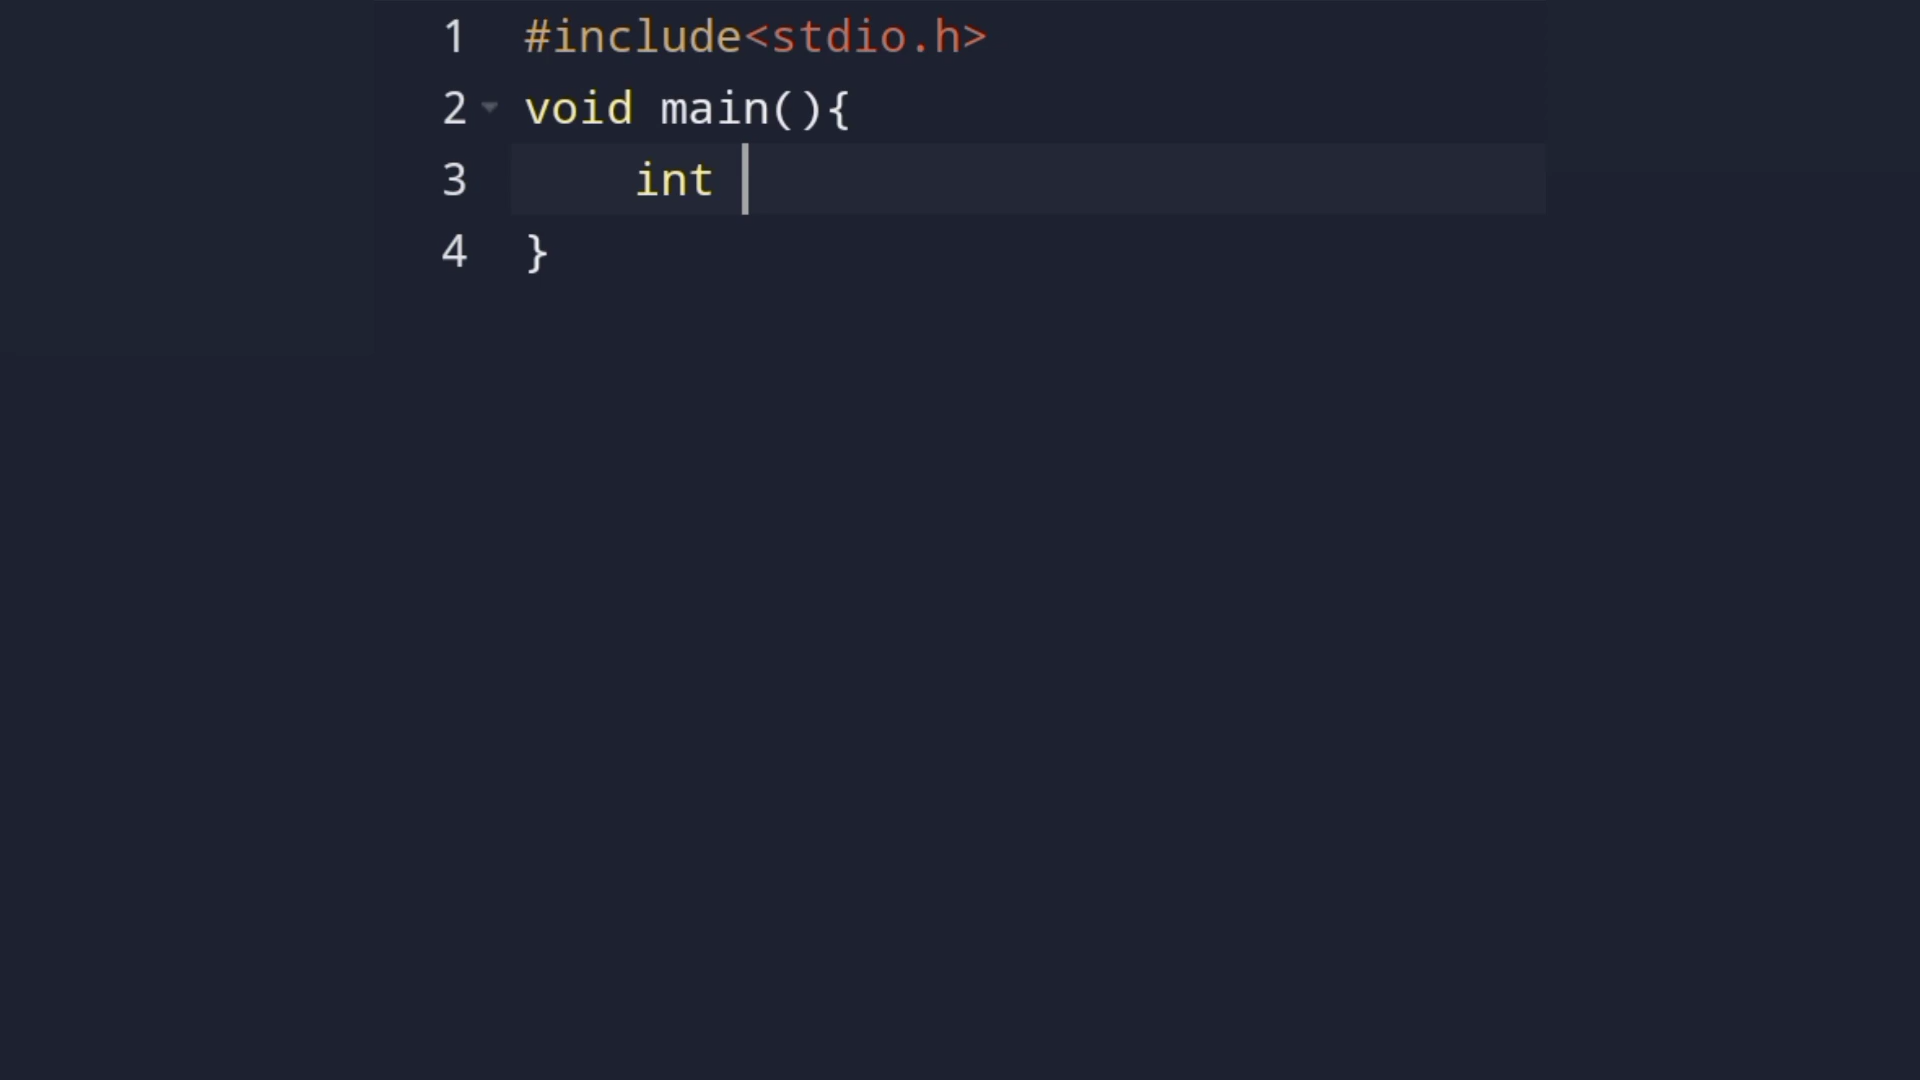 1 #include<stdio.h>
2 void main(){
3     int
4 }